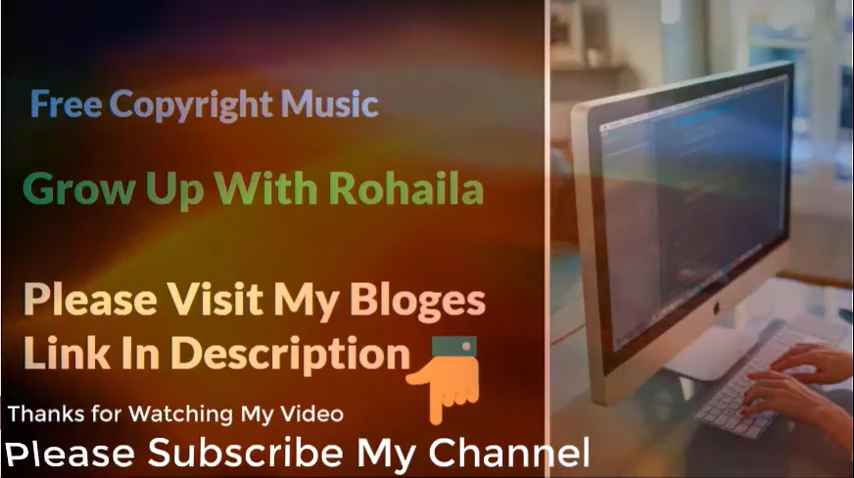 Free Copyright Music
Grow Up With Rohaila
Please Visit My Bloges
Link In Description
Thanks for Watching My Video
Please Subscribe My Channel